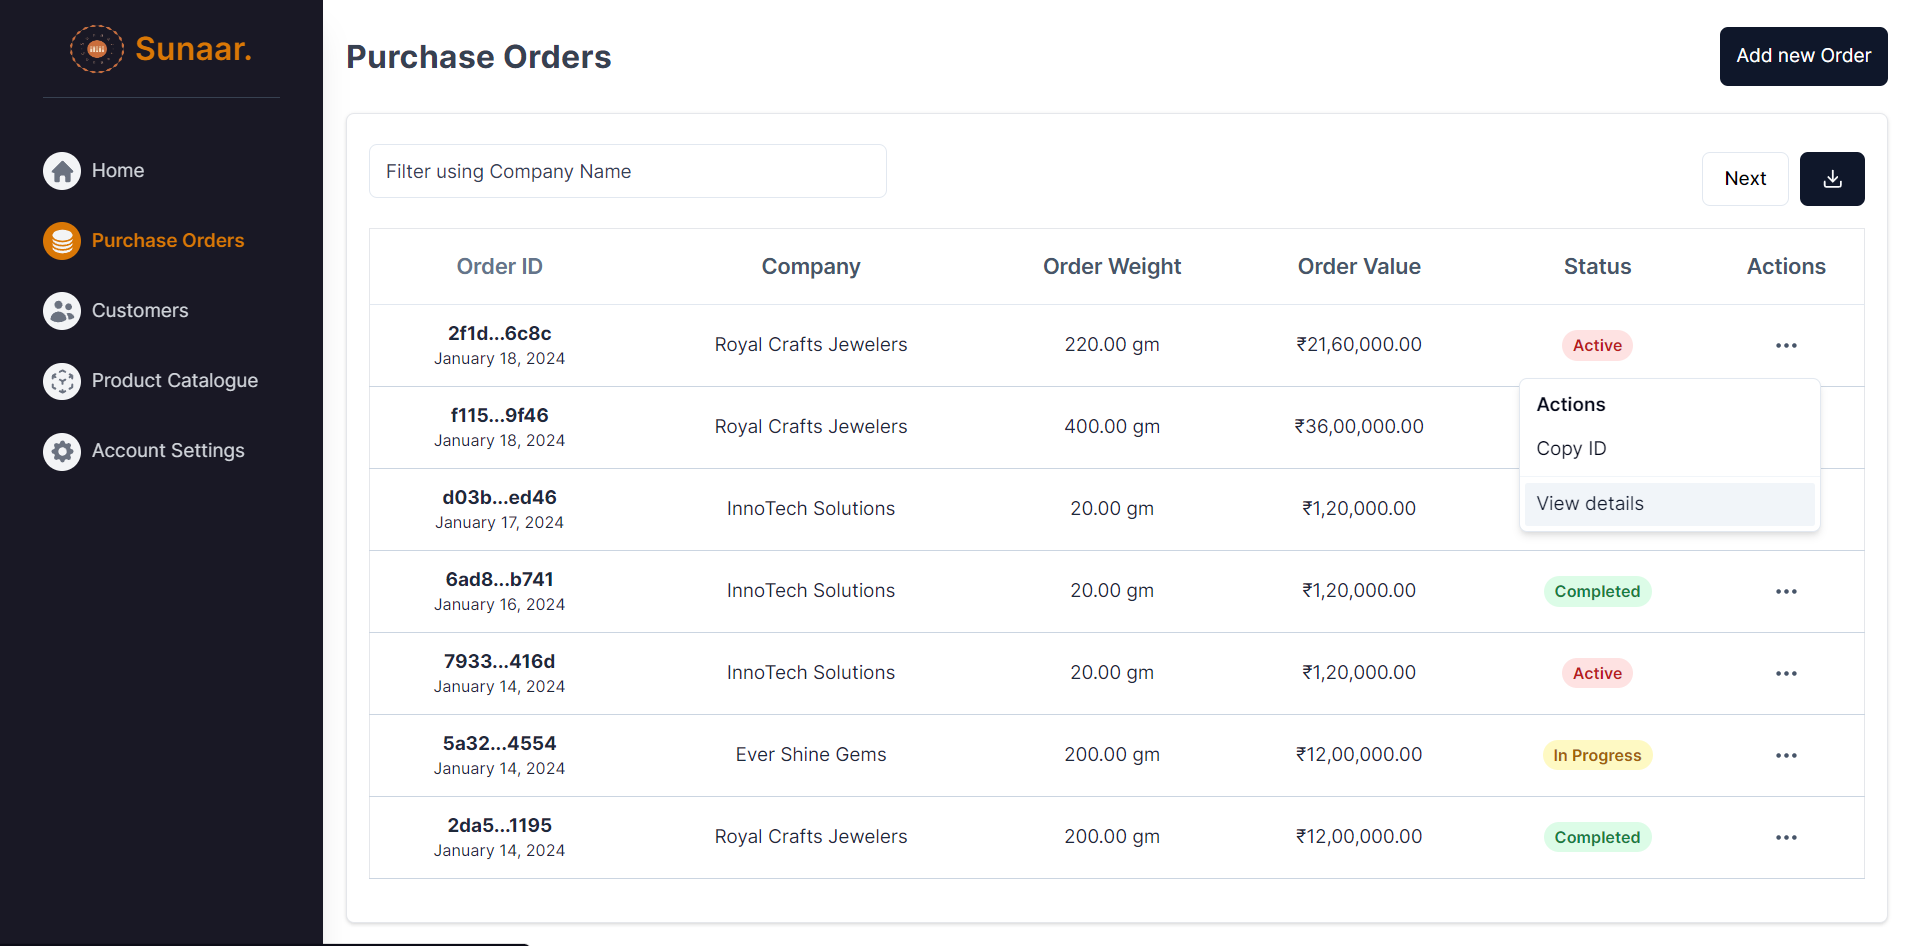 Sunaar.
Home
Purchase Orders
Customers
Product Catalogue
Account Settings
Purchase Orders
Add new Order
Filter using Company Name
Next
Order ID Company Order Weight Order Value Status Actions
2f1d...6c8c
January 18, 2024
Royal Crafts Jewelers 220.00 gm ₹21,60,000.00 Active
f115...9f46
January 18, 2024
Royal Crafts Jewelers 400.00 gm ₹36,00,000.00
Actions
Copy ID
View details
d03b...ed46
January 17, 2024
InnoTech Solutions 20.00 gm ₹1,20,000.00
6ad8...b741
January 16, 2024
InnoTech Solutions 20.00 gm ₹1,20,000.00 Completed
7933...416d
January 14, 2024
InnoTech Solutions 20.00 gm ₹1,20,000.00 Active
5a32...4554
January 14, 2024
Ever Shine Gems 200.00 gm ₹12,00,000.00 In Progress
2da5...1195
January 14, 2024
Royal Crafts Jewelers 200.00 gm ₹12,00,000.00 Completed